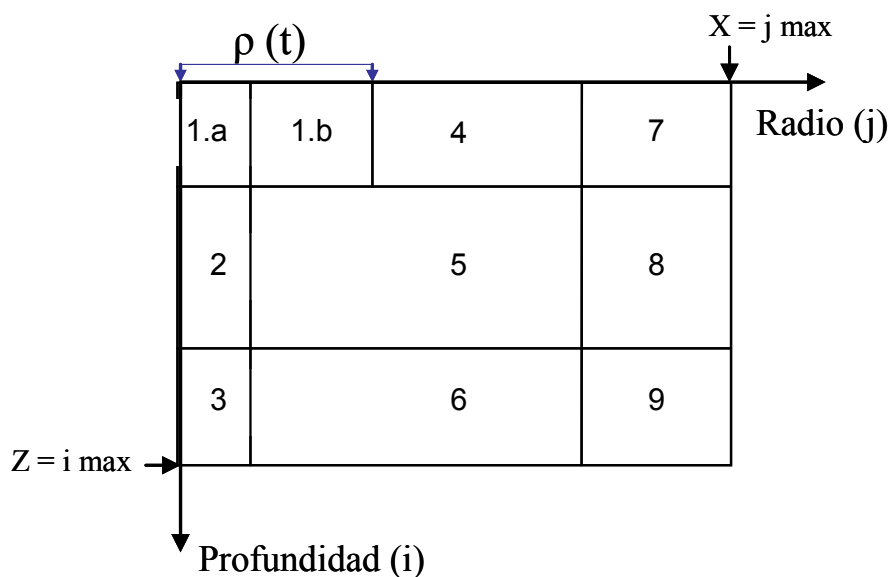 X = j max
ρ (t)
Radio (j)
1.a 1.b 4 7
2 5 8
3 6 9
Z = i max
Profundidad (i)